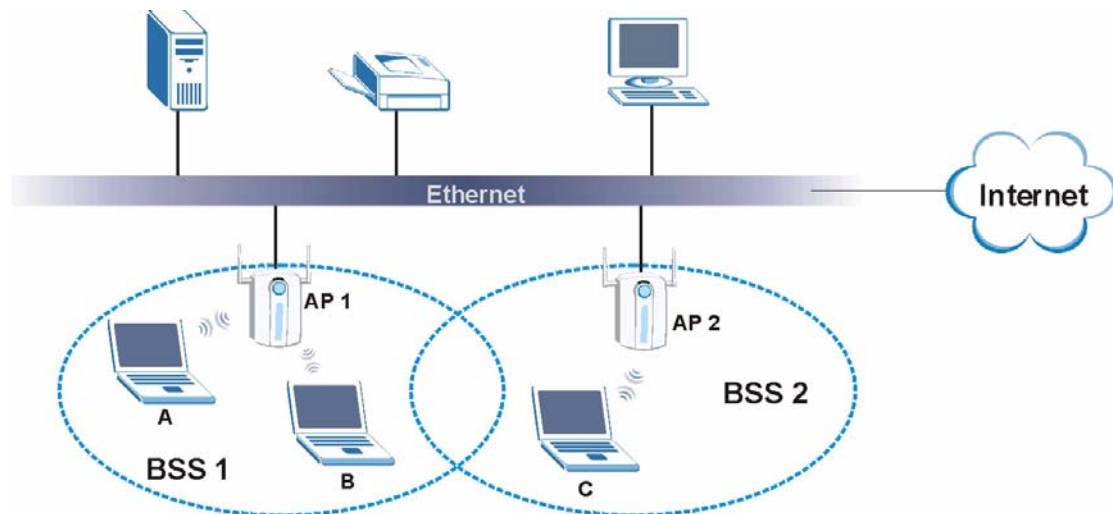 Ethernet
Internet
AP 1
AP 2
A
B
BSS 1
C
BSS 2